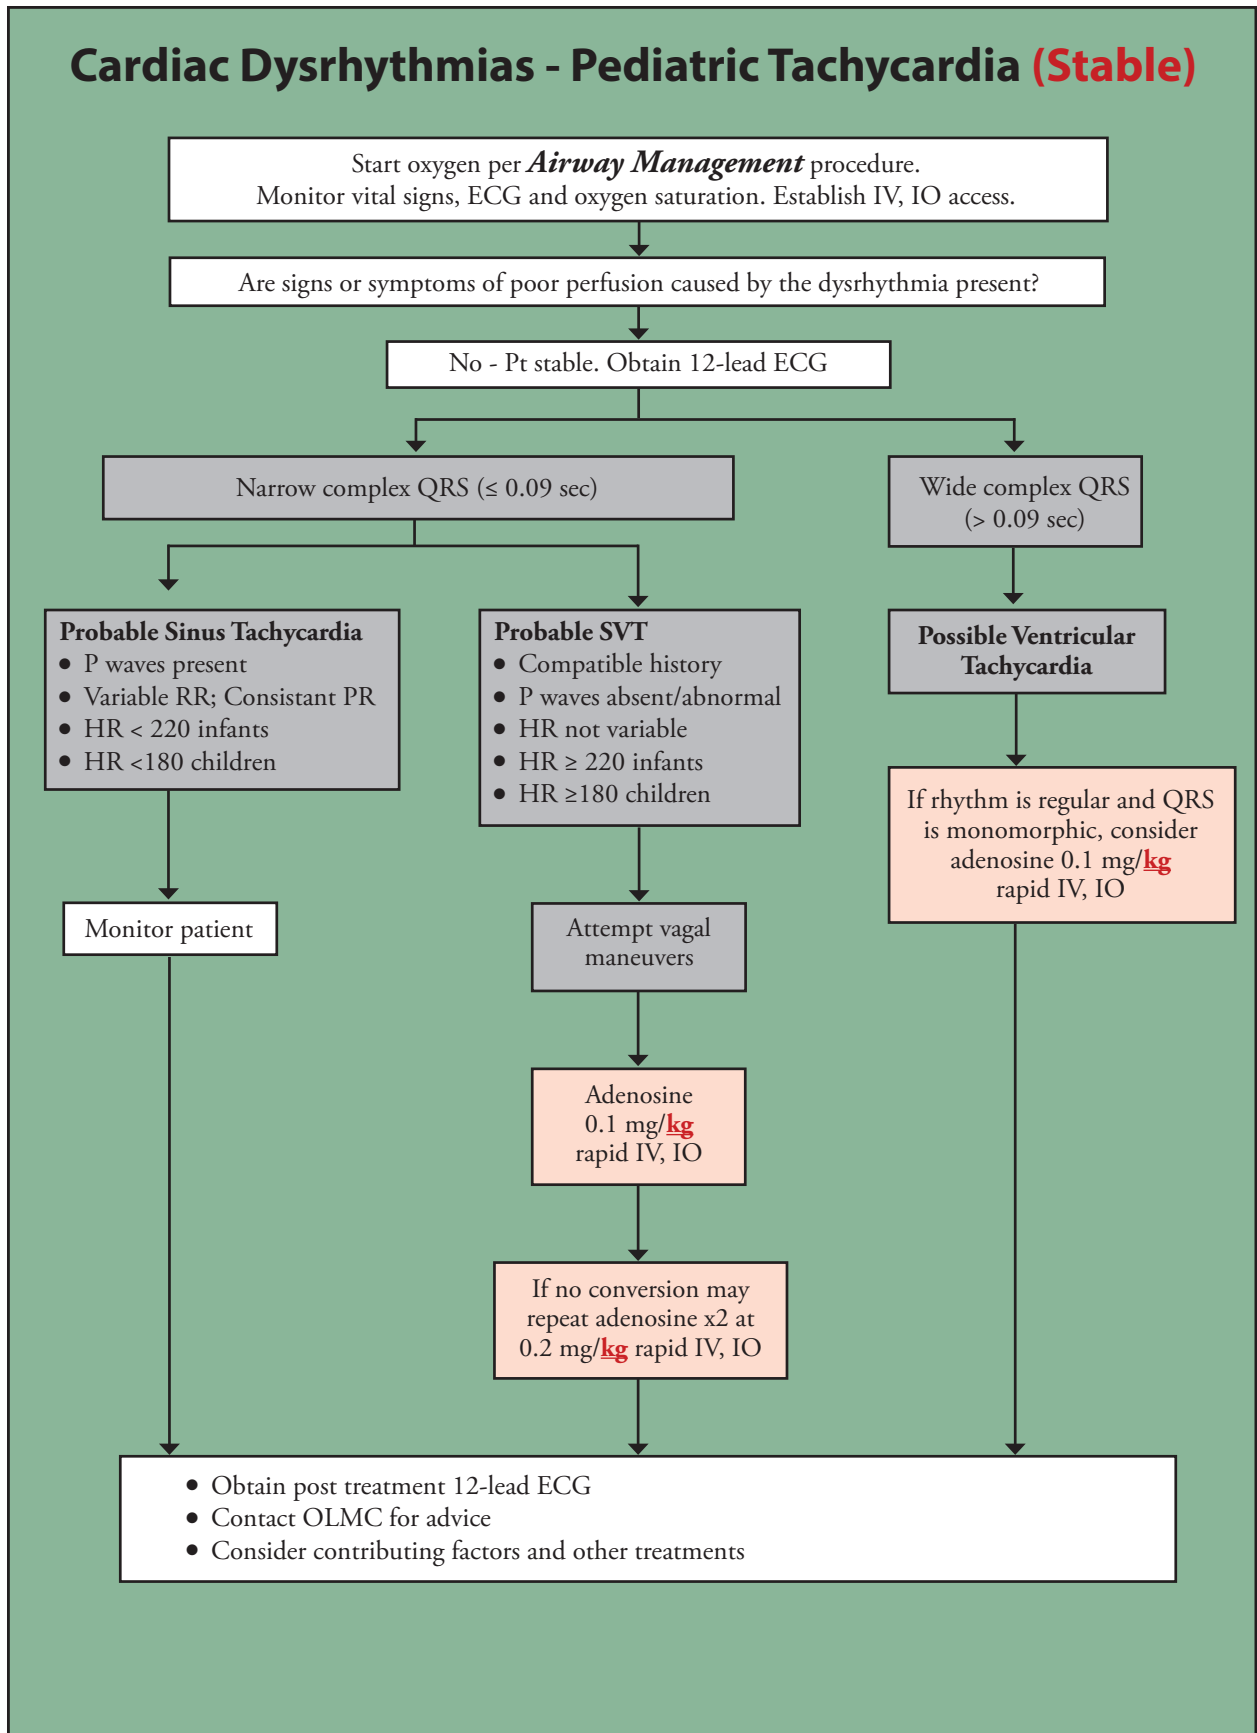 Cardiac Dysrhythmias - Pediatric Tachycardia (Stable)
Start oxygen per Airway Management procedure.
Monitor vital signs, ECG and oxygen saturation. Establish IV, IO access.
Are signs or symptoms of poor perfusion caused by the dysrhythmia present?
No - Pt stable. Obtain 12-lead ECG
Narrow complex QRS (≤ 0.09 sec)
Wide complex QRS
(> 0.09 sec)
Probable Sinus Tachycardia
• P waves present
• Variable RR; Consistant PR
• HR < 220 infants
• HR <180 children
Probable SVT
• Compatible history
• P waves absent/abnormal
• HR not variable
• HR ≥ 220 infants
• HR ≥180 children
Possible Ventricular
Tachycardia
If rhythm is regular and QRS
is monomorphic, consider
adenosine 0.1 mg/kg
rapid IV, IO
Monitor patient
Attempt vagal
maneuvers
Adenosine
0.1 mg/kg
rapid IV, IO
If no conversion may
repeat adenosine x2 at
0.2 mg/kg rapid IV, IO
• Obtain post treatment 12-lead ECG
• Contact OLMC for advice
• Consider contributing factors and other treatments